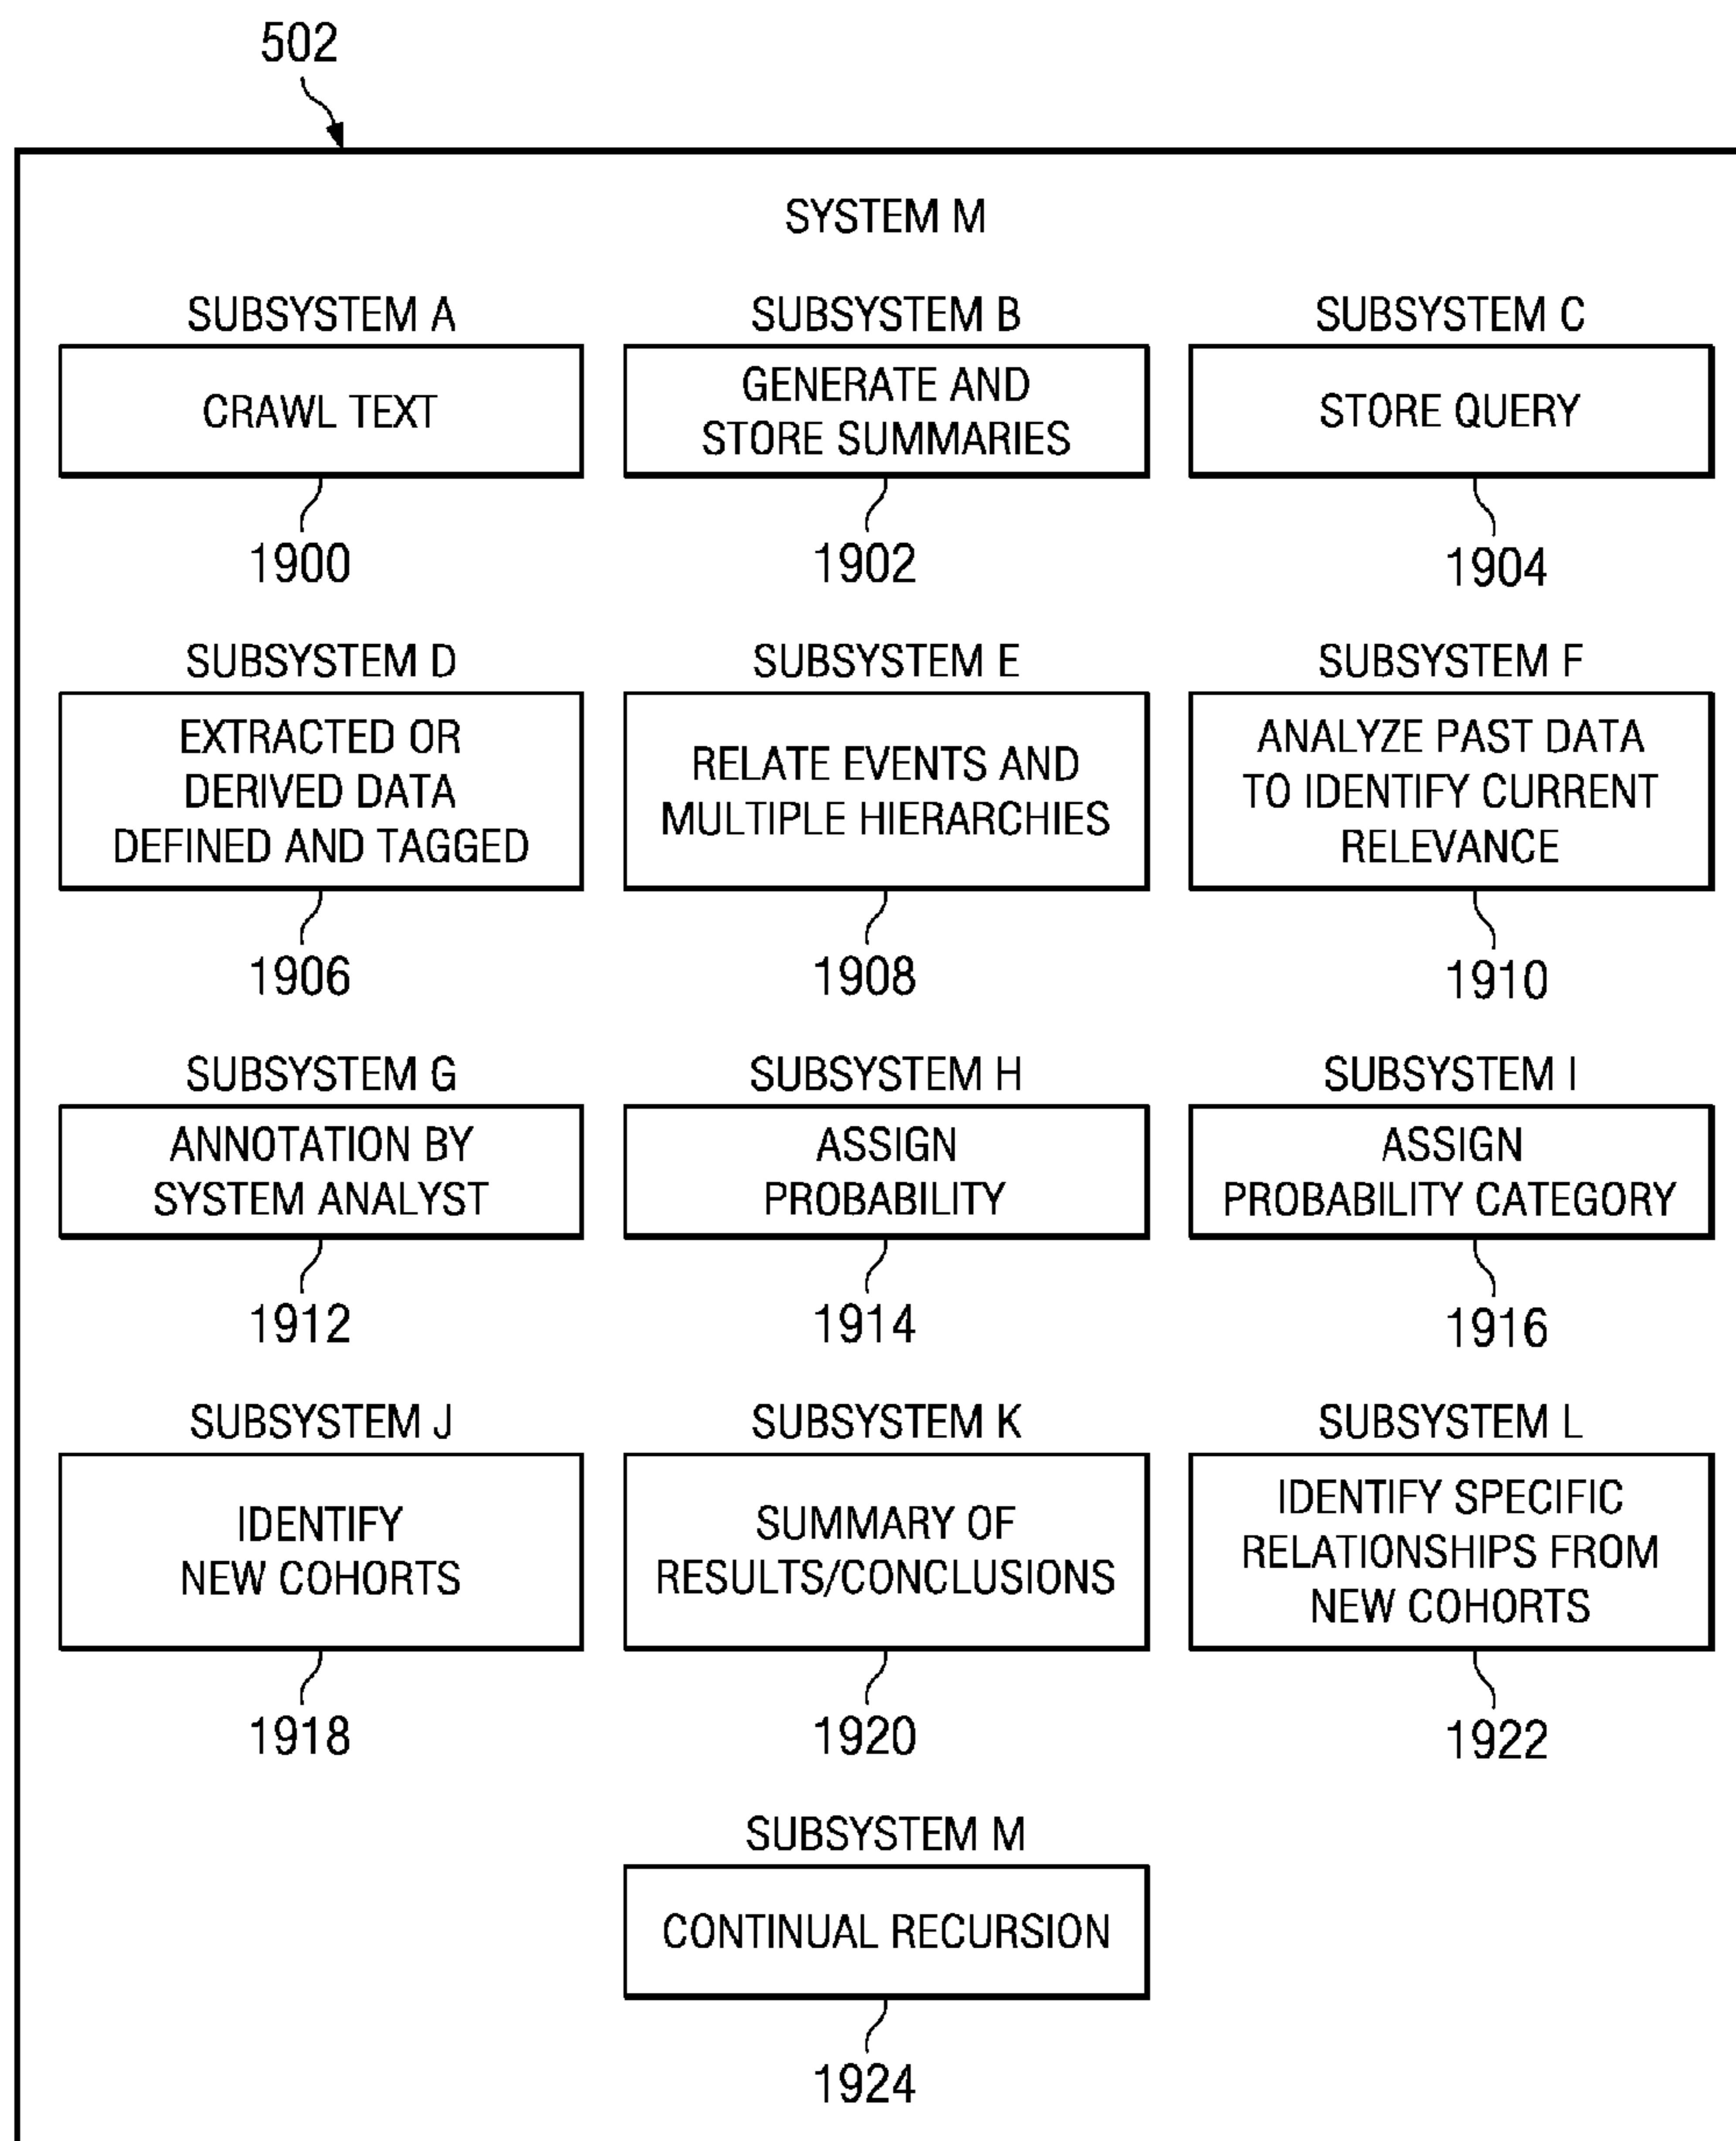 502
SYSTEM M
SUBSYSTEM A
CRAWL TEXT
1900
SUBSYSTEM B
GENERATE AND
STORE SUMMARIES
1902
SUBSYSTEM C
STORE QUERY
1904
SUBSYSTEM D
EXTRACTED OR
DERIVED DATA
DEFINED AND TAGGED
1906
SUBSYSTEM E
RELATE EVENTS AND
MULTIPLE HIERARCHIES
1908
SUBSYSTEM F
ANALYZE PAST DATA
TO IDENTIFY CURRENT
RELEVANCE
1910
SUBSYSTEM G
ANNOTATION BY
SYSTEM ANALYST
1912
SUBSYSTEM H
ASSIGN
PROBABILITY
1914
SUBSYSTEM I
ASSIGN
PROBABILITY CATEGORY
1916
SUBSYSTEM J
IDENTIFY
NEW COHORTS
1918
SUBSYSTEM K
SUMMARY OF
RESULTS/CONCLUSIONS
1920
SUBSYSTEM L
IDENTIFY SPECIFIC
RELATIONSHIPS FROM
NEW COHORTS
1922
SUBSYSTEM M
CONTINUAL RECURSION
1924